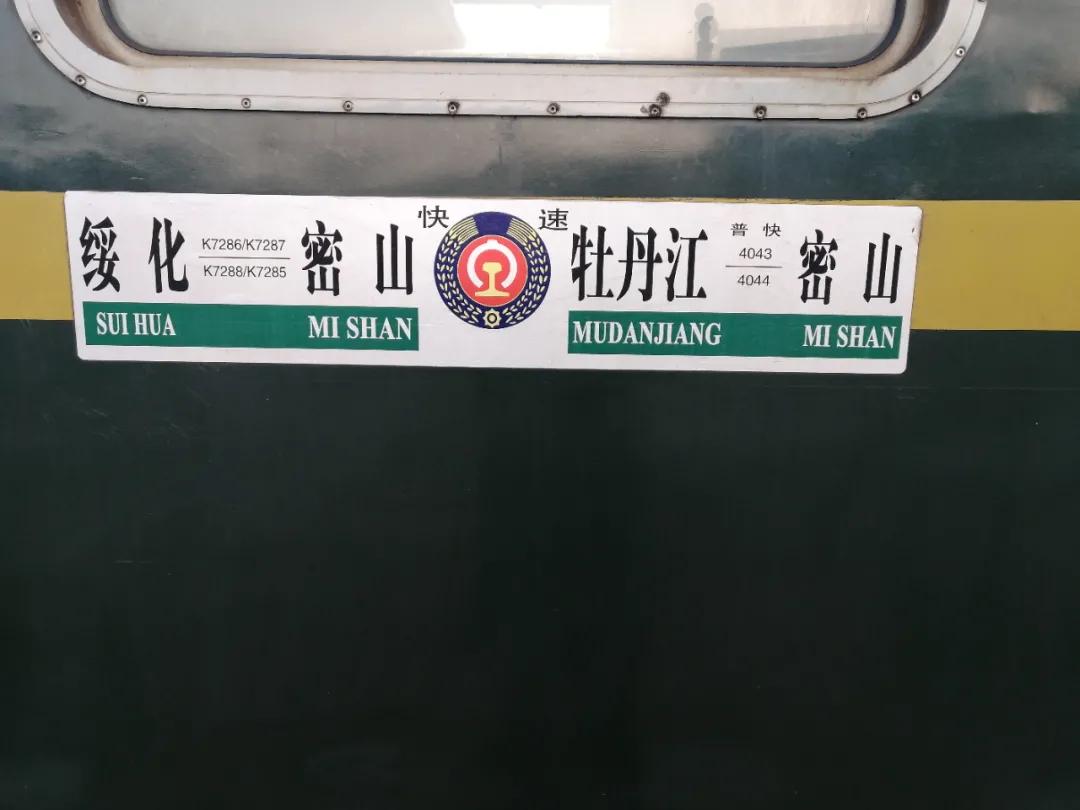 快 速
绥 化 K7286/K7287 密 山
K7288/K7285
SUI HUA MI SHAN
牡丹江 普 快 密 山
4043
4044
MUDANJIANG MI SHAN